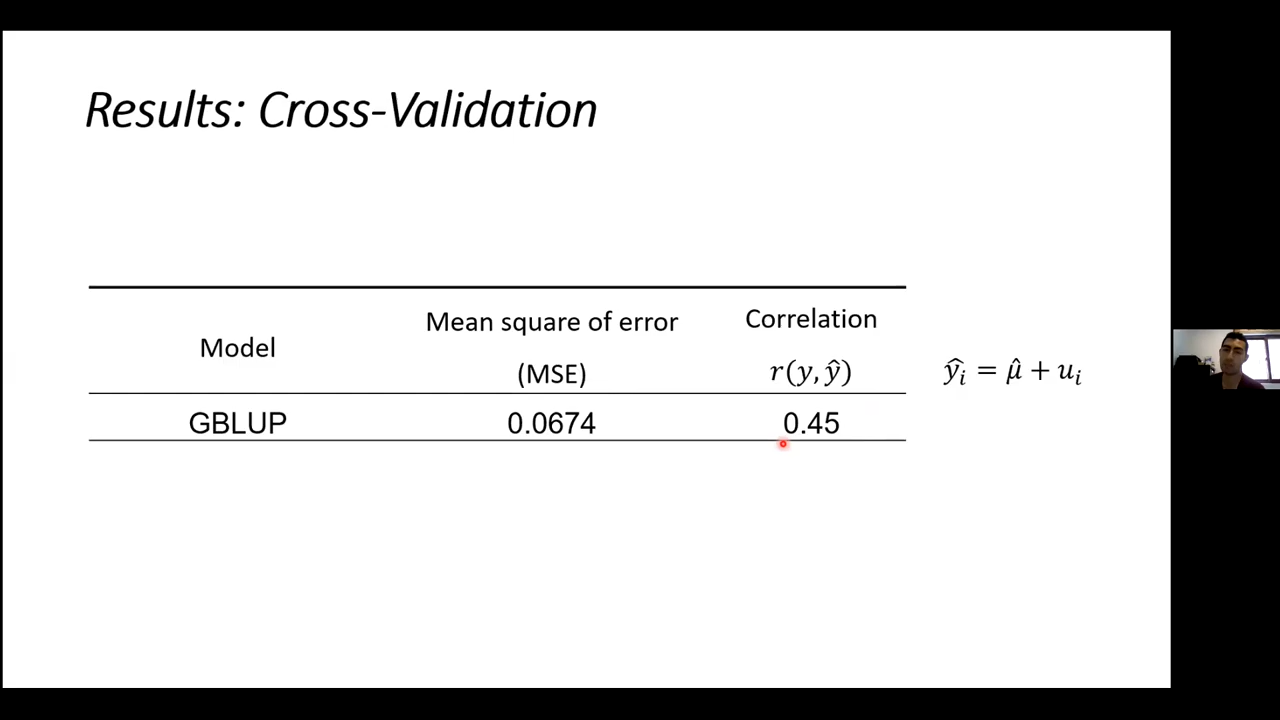 Results: Cross-Validation
Model
Mean square of error
(MSE)
Correlation
r(y, ŷ)
GBLUP
0.0674
0.45
ŷᵢ = μ̂ + uᵢ